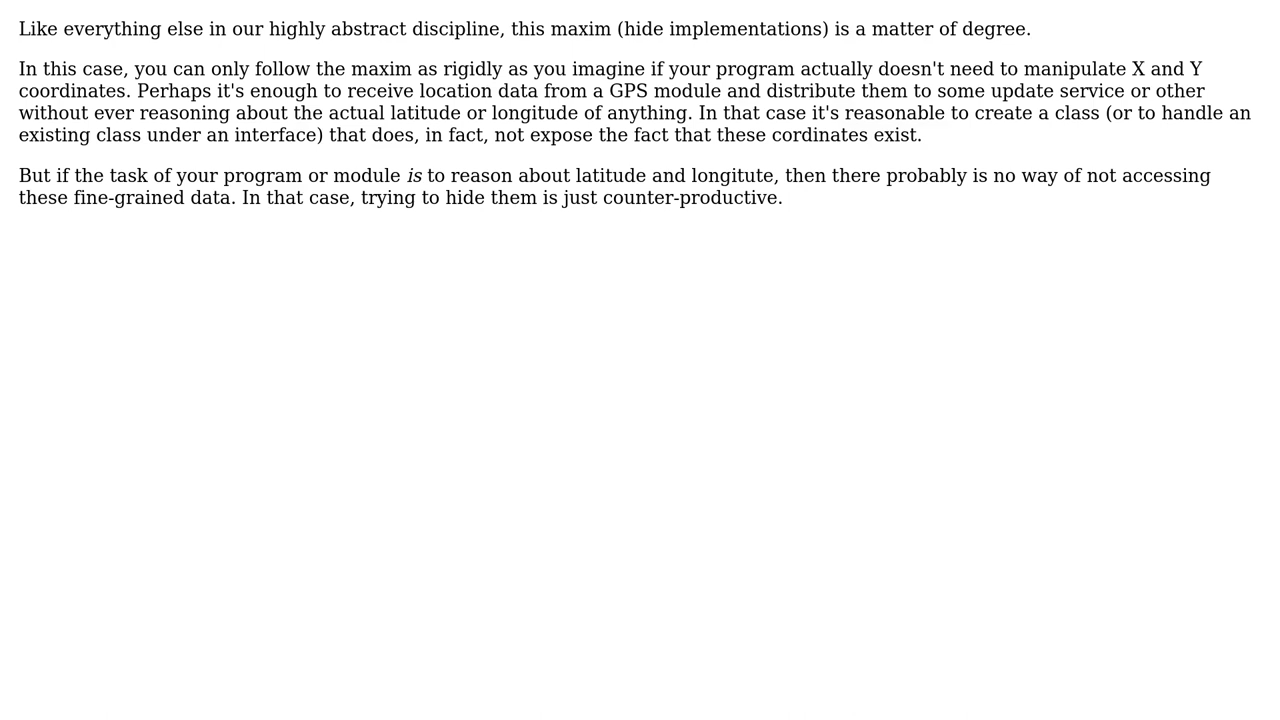 Like everything else in our highly abstract discipline, this maxim (hide implementations) is a matter of degree.
In this case, you can only follow the maxim as rigidly as you imagine if your program actually doesn't need to manipulate X and Y
coordinates. Perhaps it's enough to receive location data from a GPS module and distribute them to some update service or other
without ever reasoning about the actual latitude or longitude of anything. In that case it's reasonable to create a class (or to handle an
existing class under an interface) that does, in fact, not expose the fact that these cordinates exist.
But if the task of your program or module is to reason about latitude and longitute, then there probably is no way of not accessing
these fine-grained data. In that case, trying to hide them is just counter-productive.